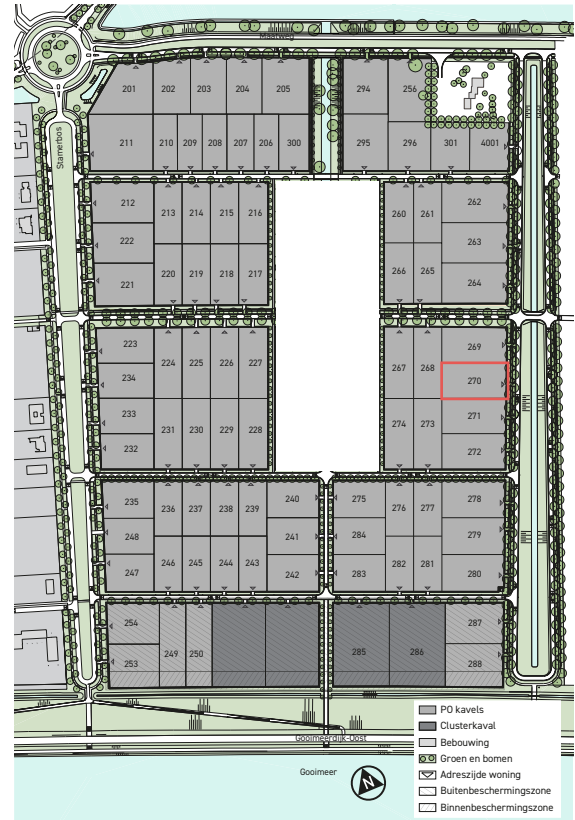 Maatweg
201 202 203 204 205 294 256
Stamerbos
211 210 209 208 207 206 300 295 296 301 4001
212 213 214 215 216 260 261 262
222 263
221 220 219 218 217 266 265 264
223 224 225 226 227 267 268 269
234 270
233 231 230 229 228 274 273 271
232 272
235 236 237 238 239 240 275 276 277 278
248 241 284 279
247 246 245 244 243 242 283 282 281 280
254 249 250 285 286 287
253 288
PO kavels
Clusterkaval
Bebouwing
Groen en bomen
Adreszijde woning
Buitenbeschermingszone
Binnenbeschermingszone
Gooimeerdijk-Oost
Gooimeer
N